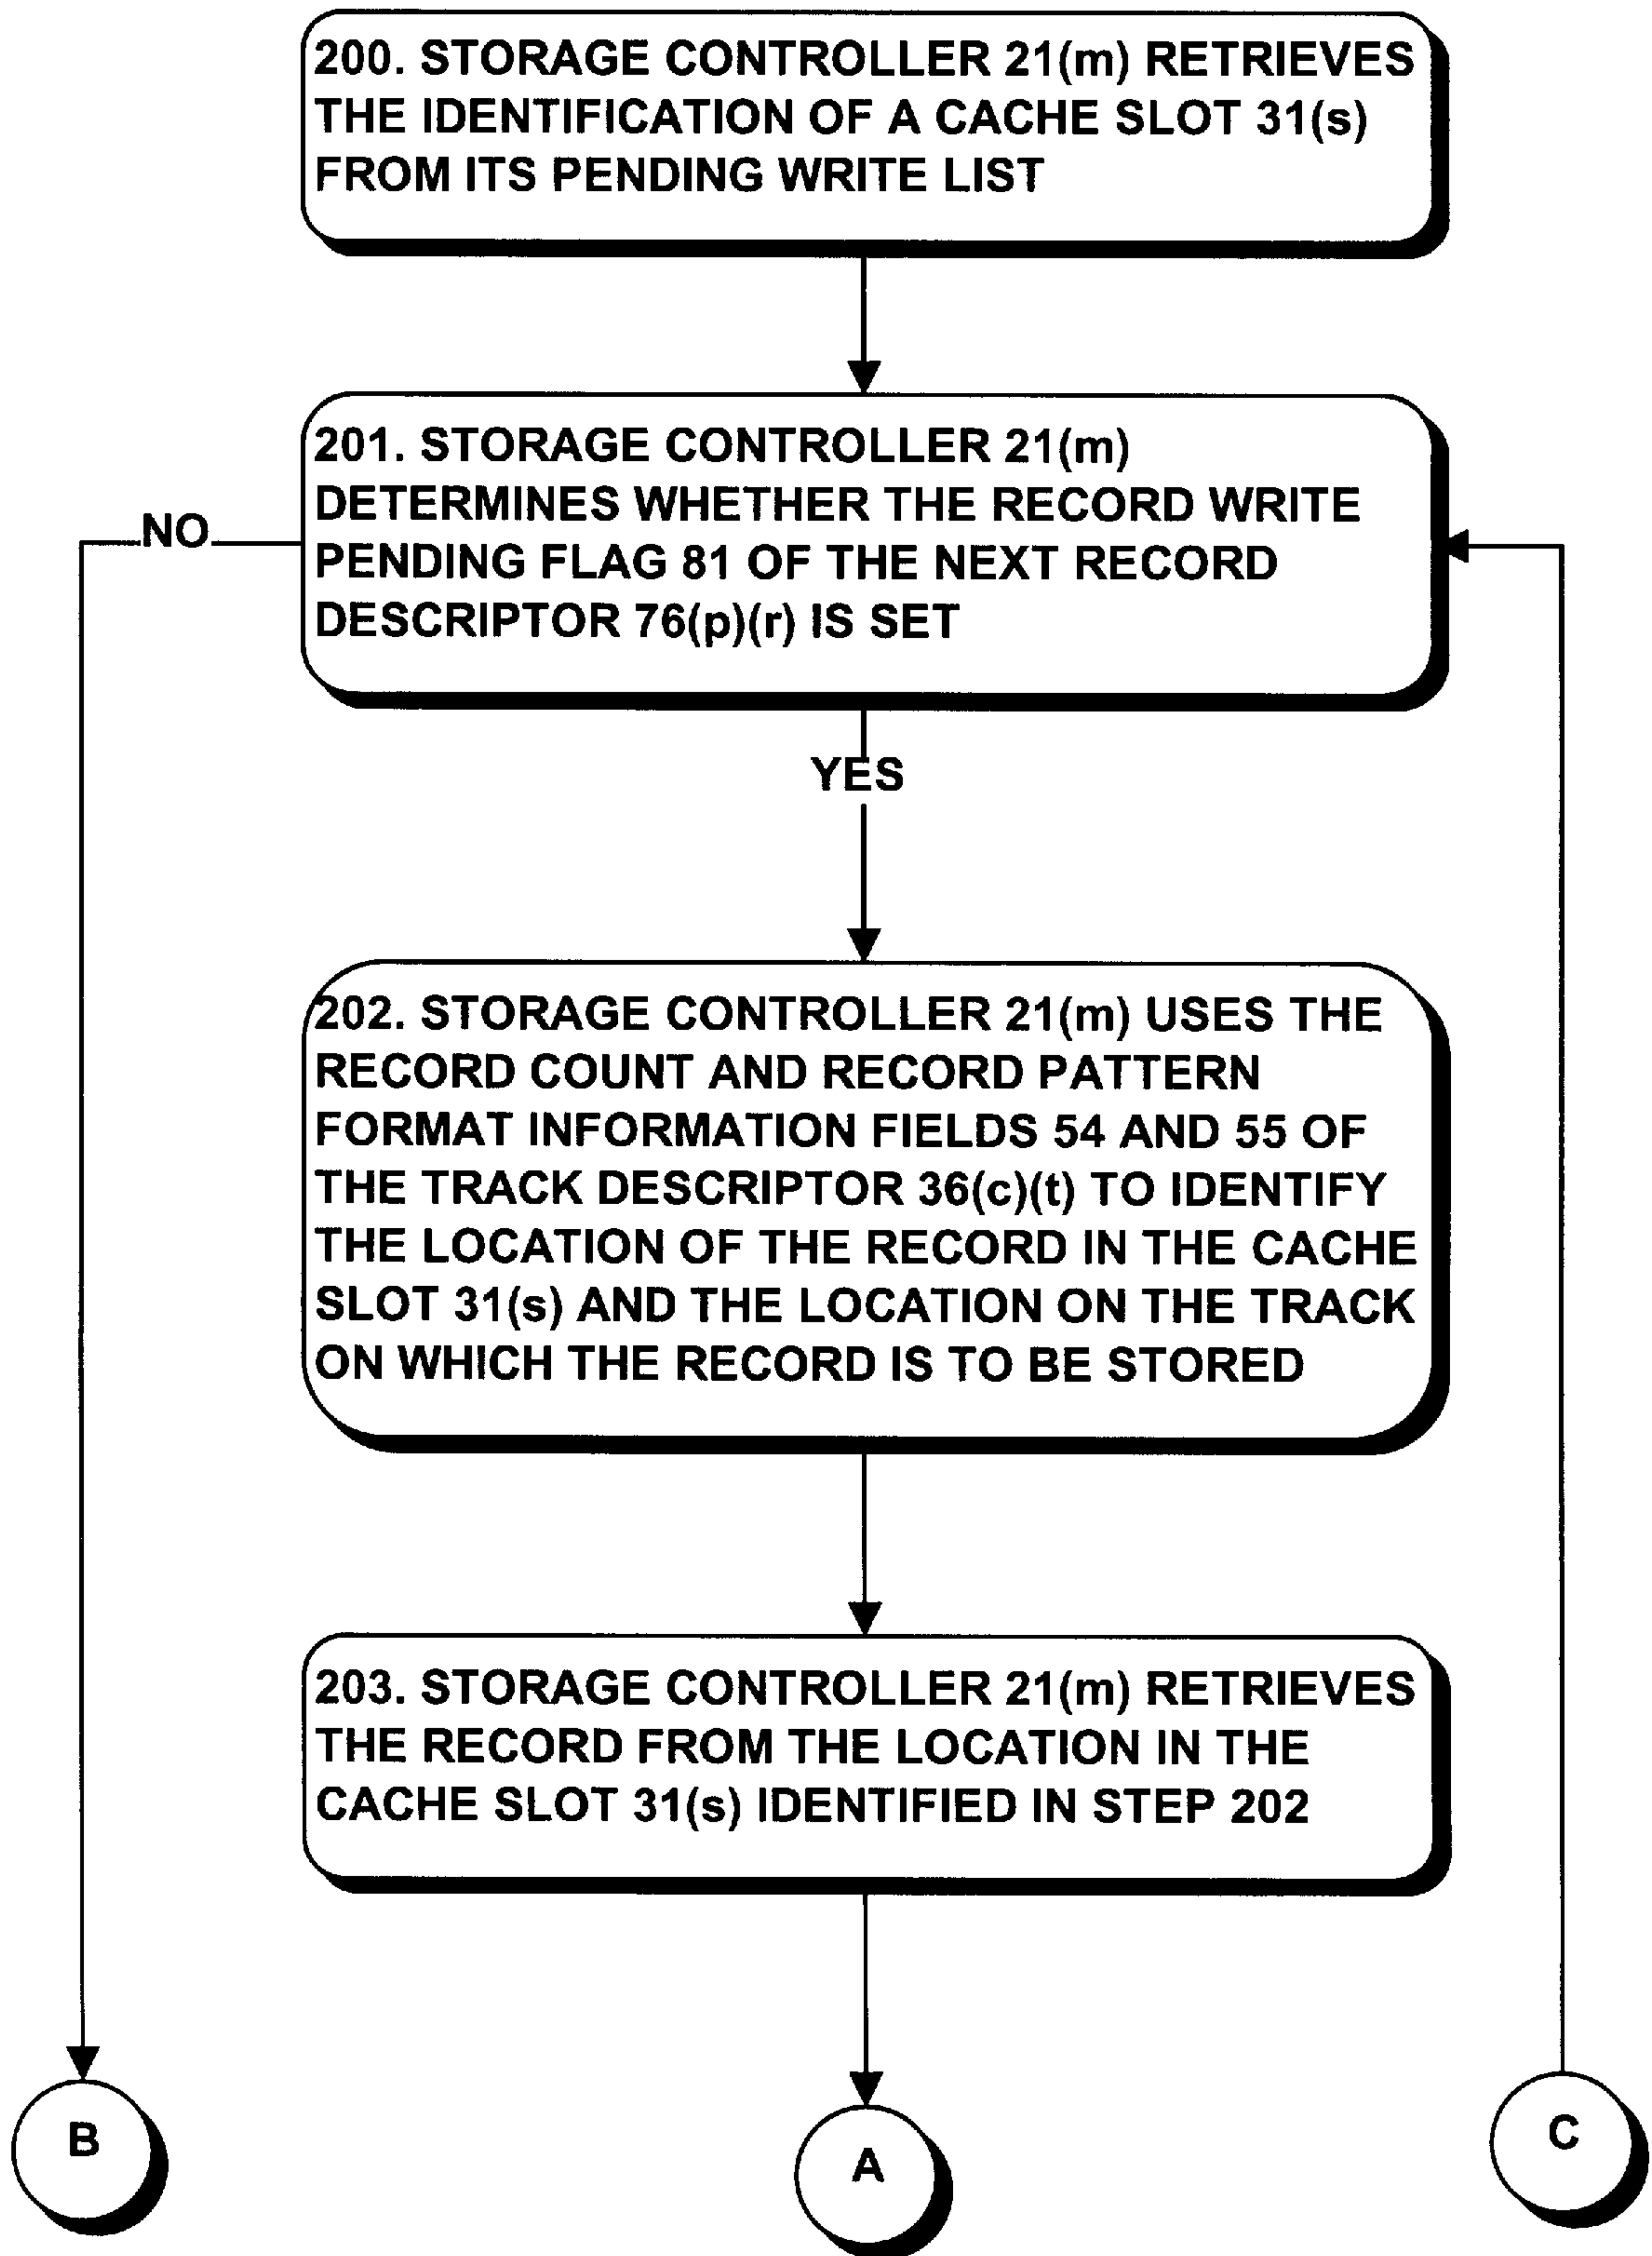 200. STORAGE CONTROLLER 21(m) RETRIEVES
THE IDENTIFICATION OF A CACHE SLOT 31(s)
FROM ITS PENDING WRITE LIST
201. STORAGE CONTROLLER 21(m)
DETERMINES WHETHER THE RECORD WRITE
PENDING FLAG 81 OF THE NEXT RECORD
DESCRIPTOR 76(p)(r) IS SET
NO
YES
202. STORAGE CONTROLLER 21(m) USES THE
RECORD COUNT AND RECORD PATTERN
FORMAT INFORMATION FIELDS 54 AND 55 OF
THE TRACK DESCRIPTOR 36(c)(t) TO IDENTIFY
THE LOCATION OF THE RECORD IN THE CACHE
SLOT 31(s) AND THE LOCATION ON THE TRACK
ON WHICH THE RECORD IS TO BE STORED
203. STORAGE CONTROLLER 21(m) RETRIEVES
THE RECORD FROM THE LOCATION IN THE
CACHE SLOT 31(s) IDENTIFIED IN STEP 202
B
A
C